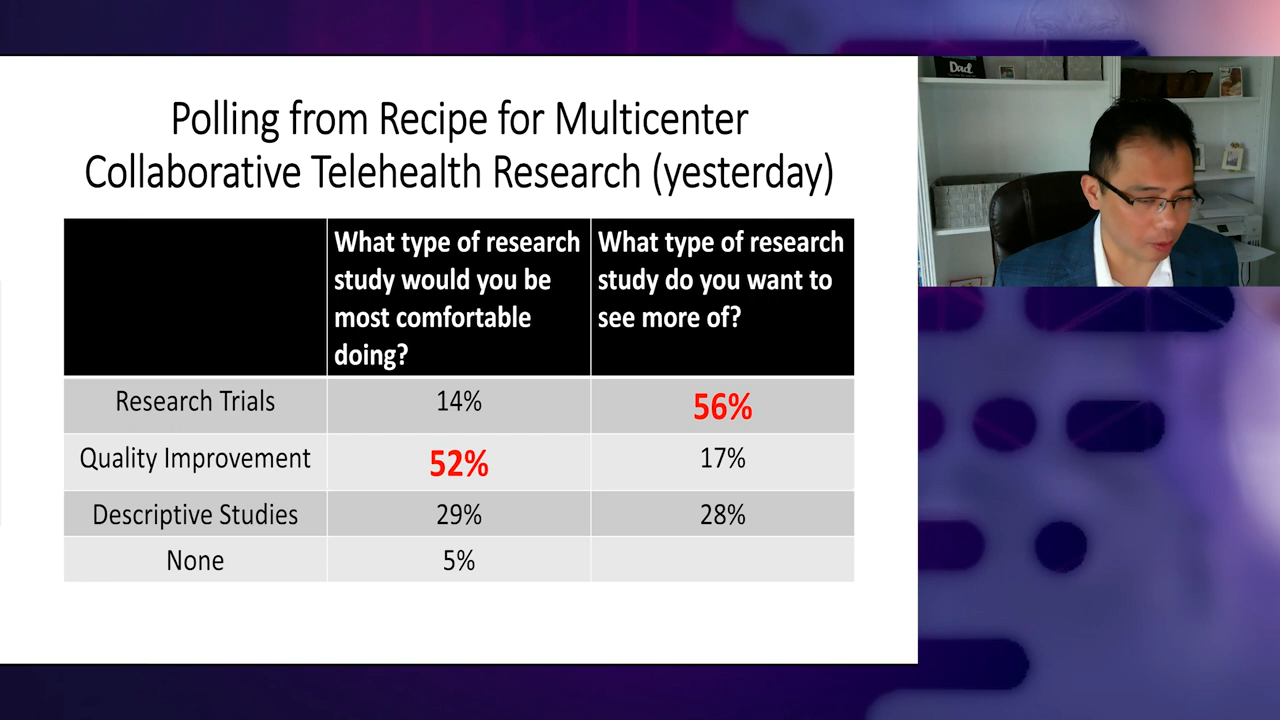 Polling from Recipe for Multicenter
Collaborative Telehealth Research (yesterday)
What type of research
study would you be
most comfortable
doing?
What type of research
study do you want to
see more of?
Research Trials 14% 56%
Quality Improvement 52% 17%
Descriptive Studies 29% 28%
None 5%
Dad